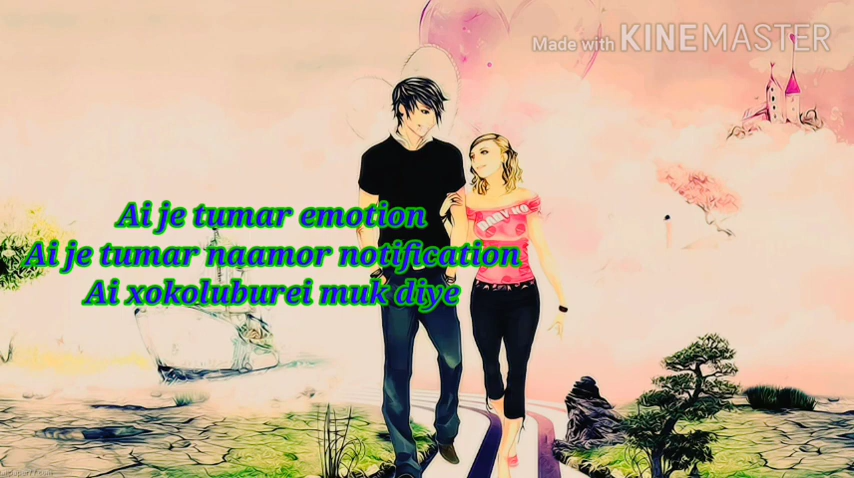 Made with KINEMASTER
Ai je tumar emotion
Ai je tumar naamor notification
Ai xokoluburei muk diye